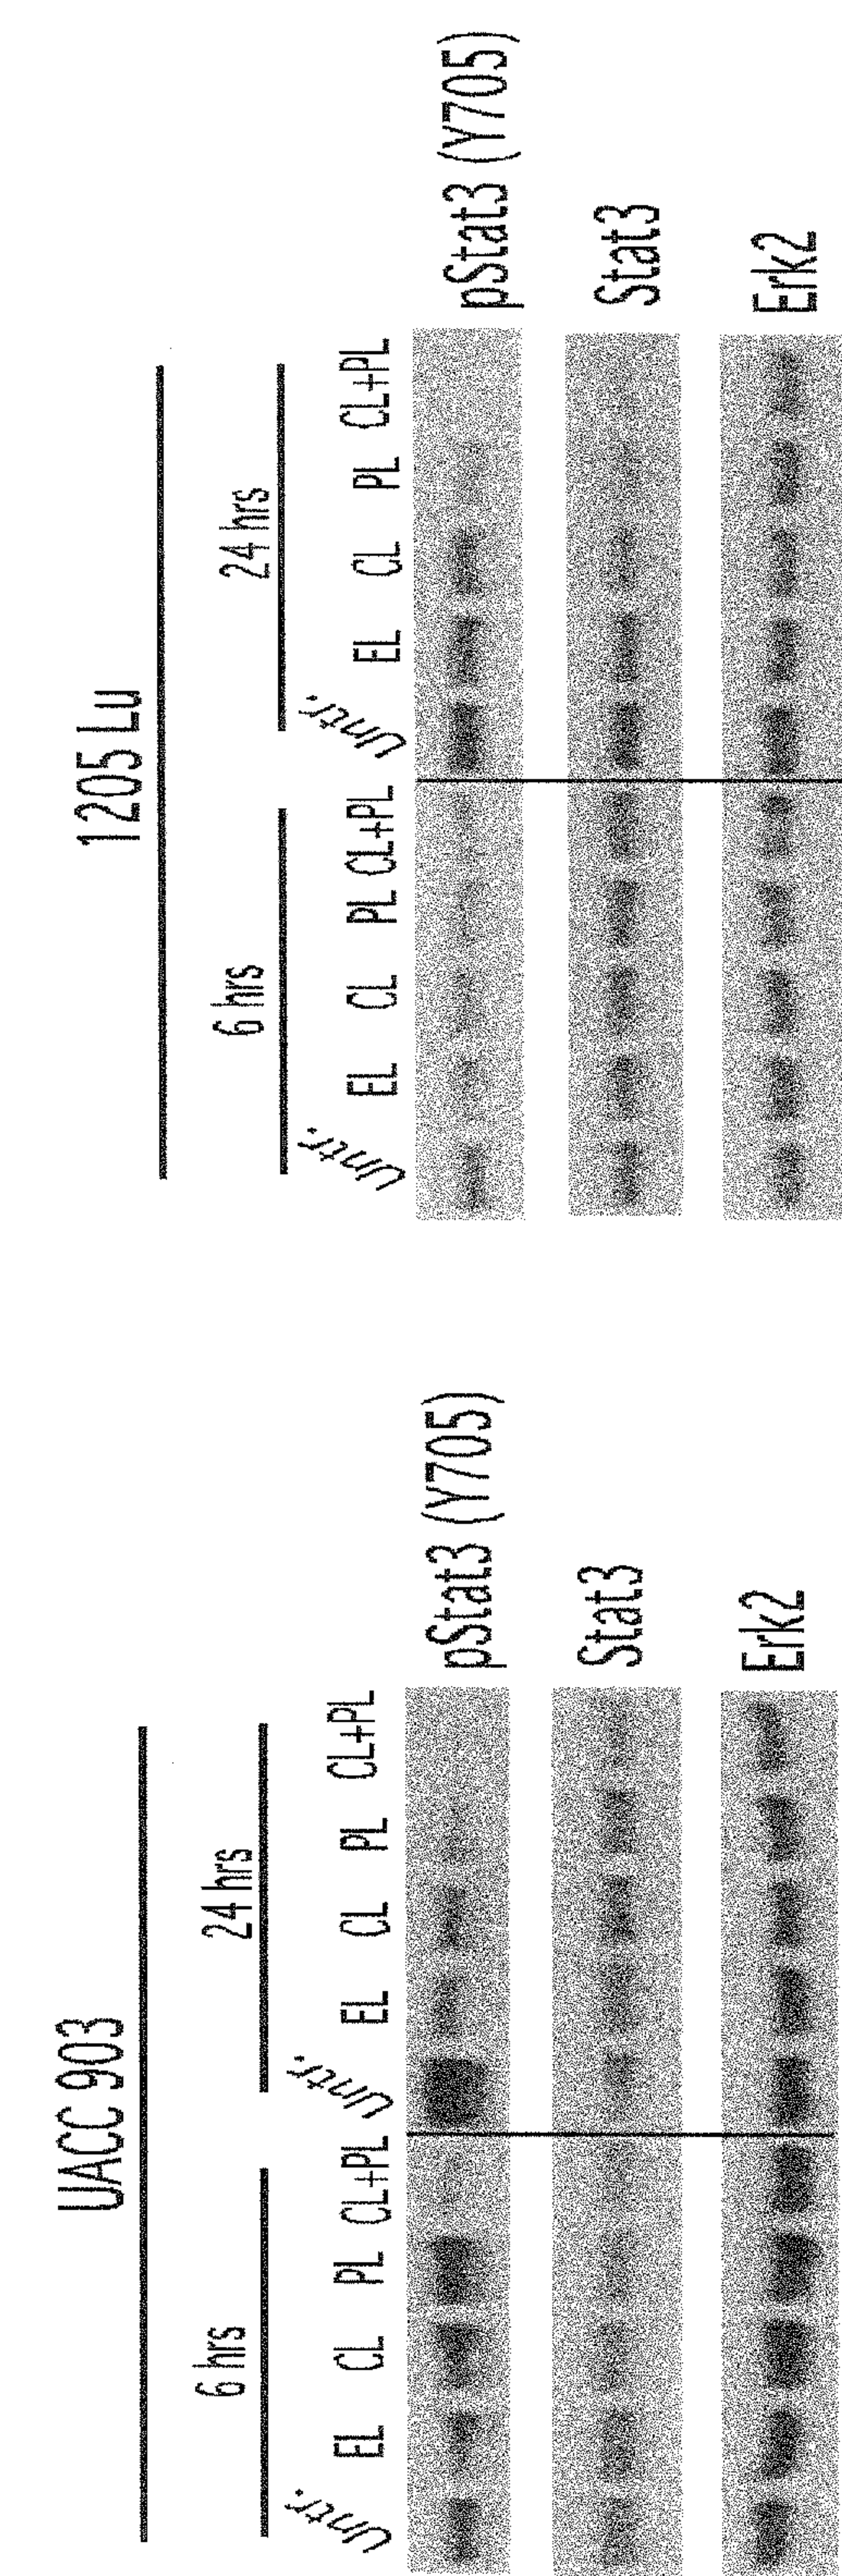 UACC 903
6 hrs 24 hrs
Untr. EL CL PL CL+PL Untr. EL CL PL CL+PL
pStat3 (Y705)
Stat3
Erk2
1205 Lu
6 hrs 24 hrs
Untr. EL CL PL CL+PL Untr. EL CL PL CL+PL
pStat3 (Y705)
Stat3
Erk2